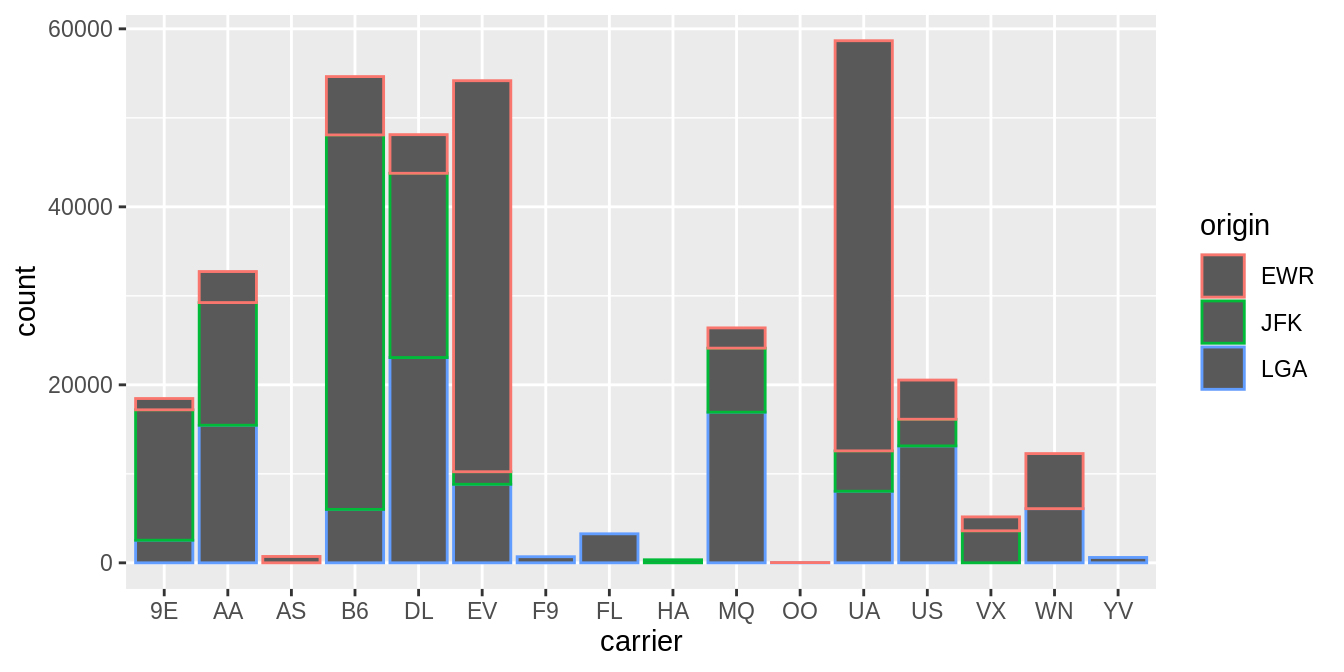 60000
40000
20000
0
count
9E AA AS B6 DL EV F9 FL HA MQ OO UA US VX WN YV
carrier
origin
EWR
JFK
LGA